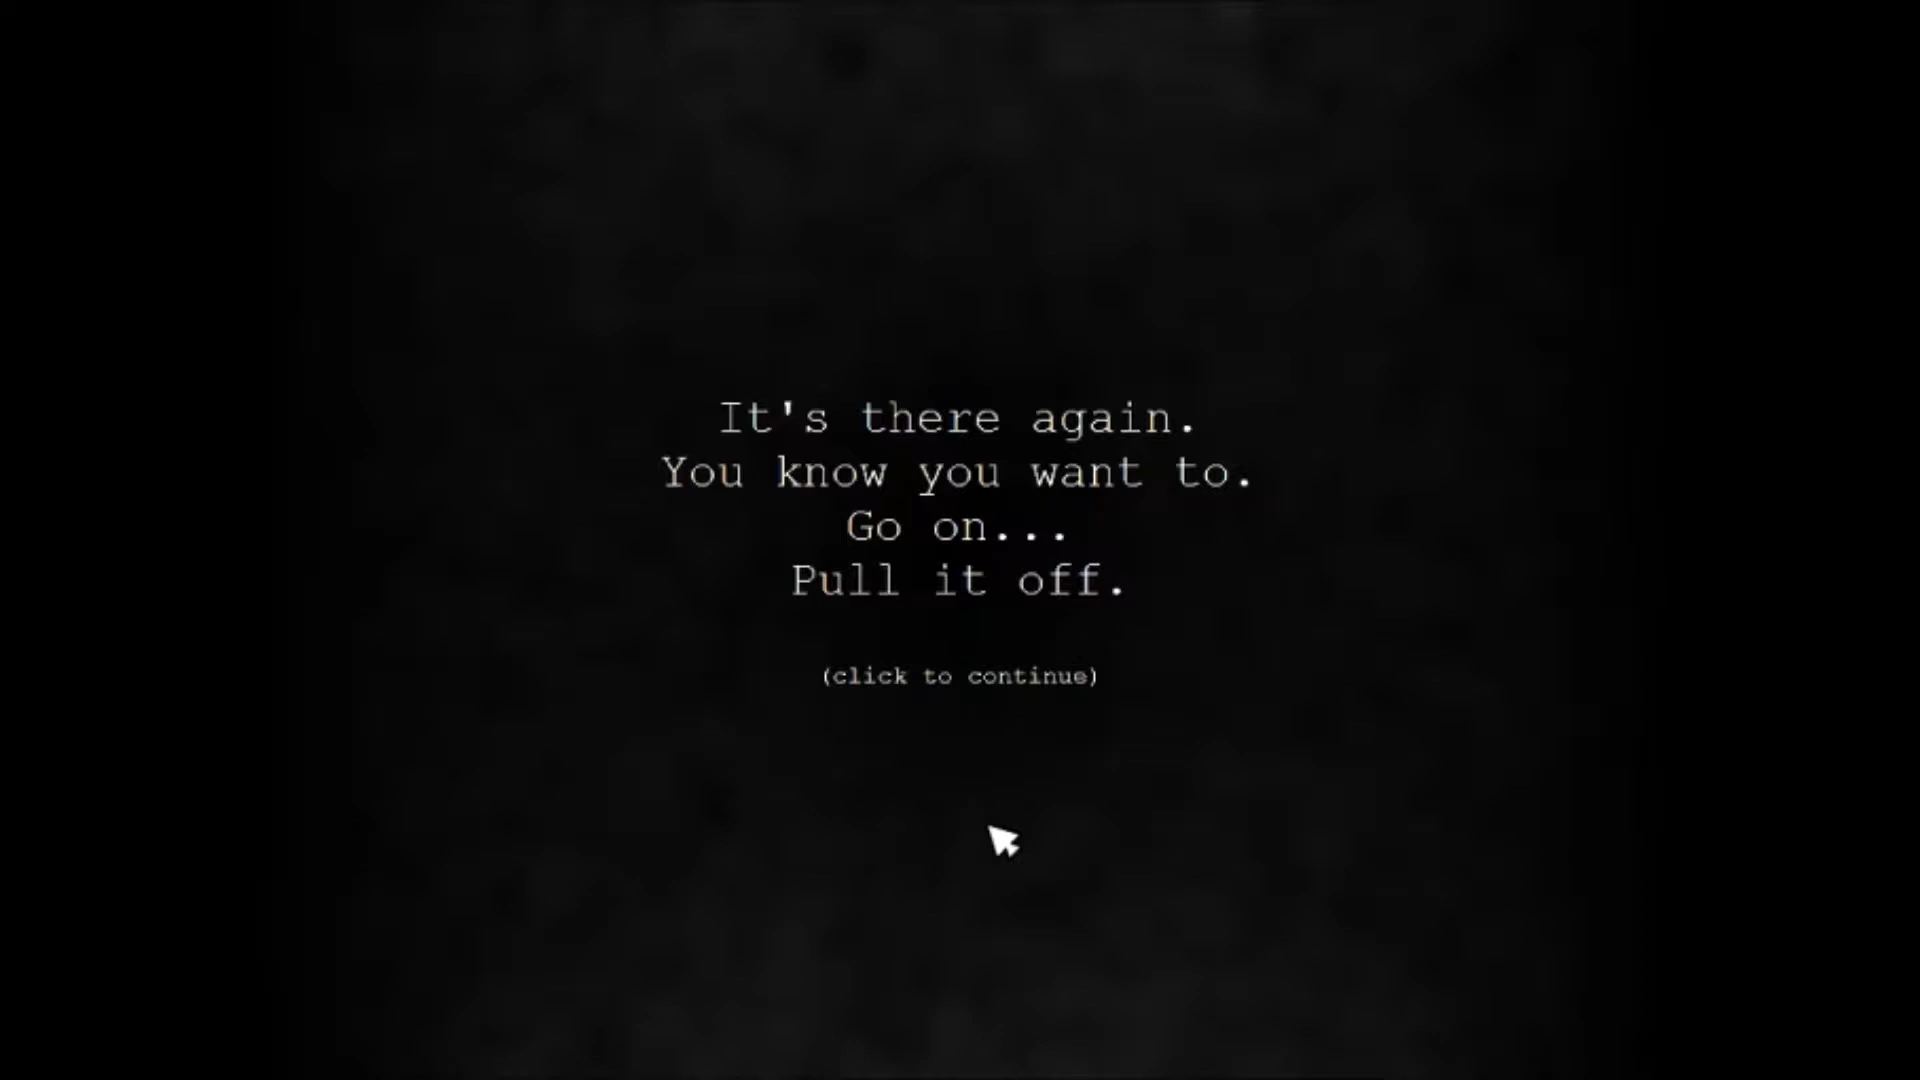 It's there again.
You know you want to.
Go on...
Pull it off.
(click to continue)